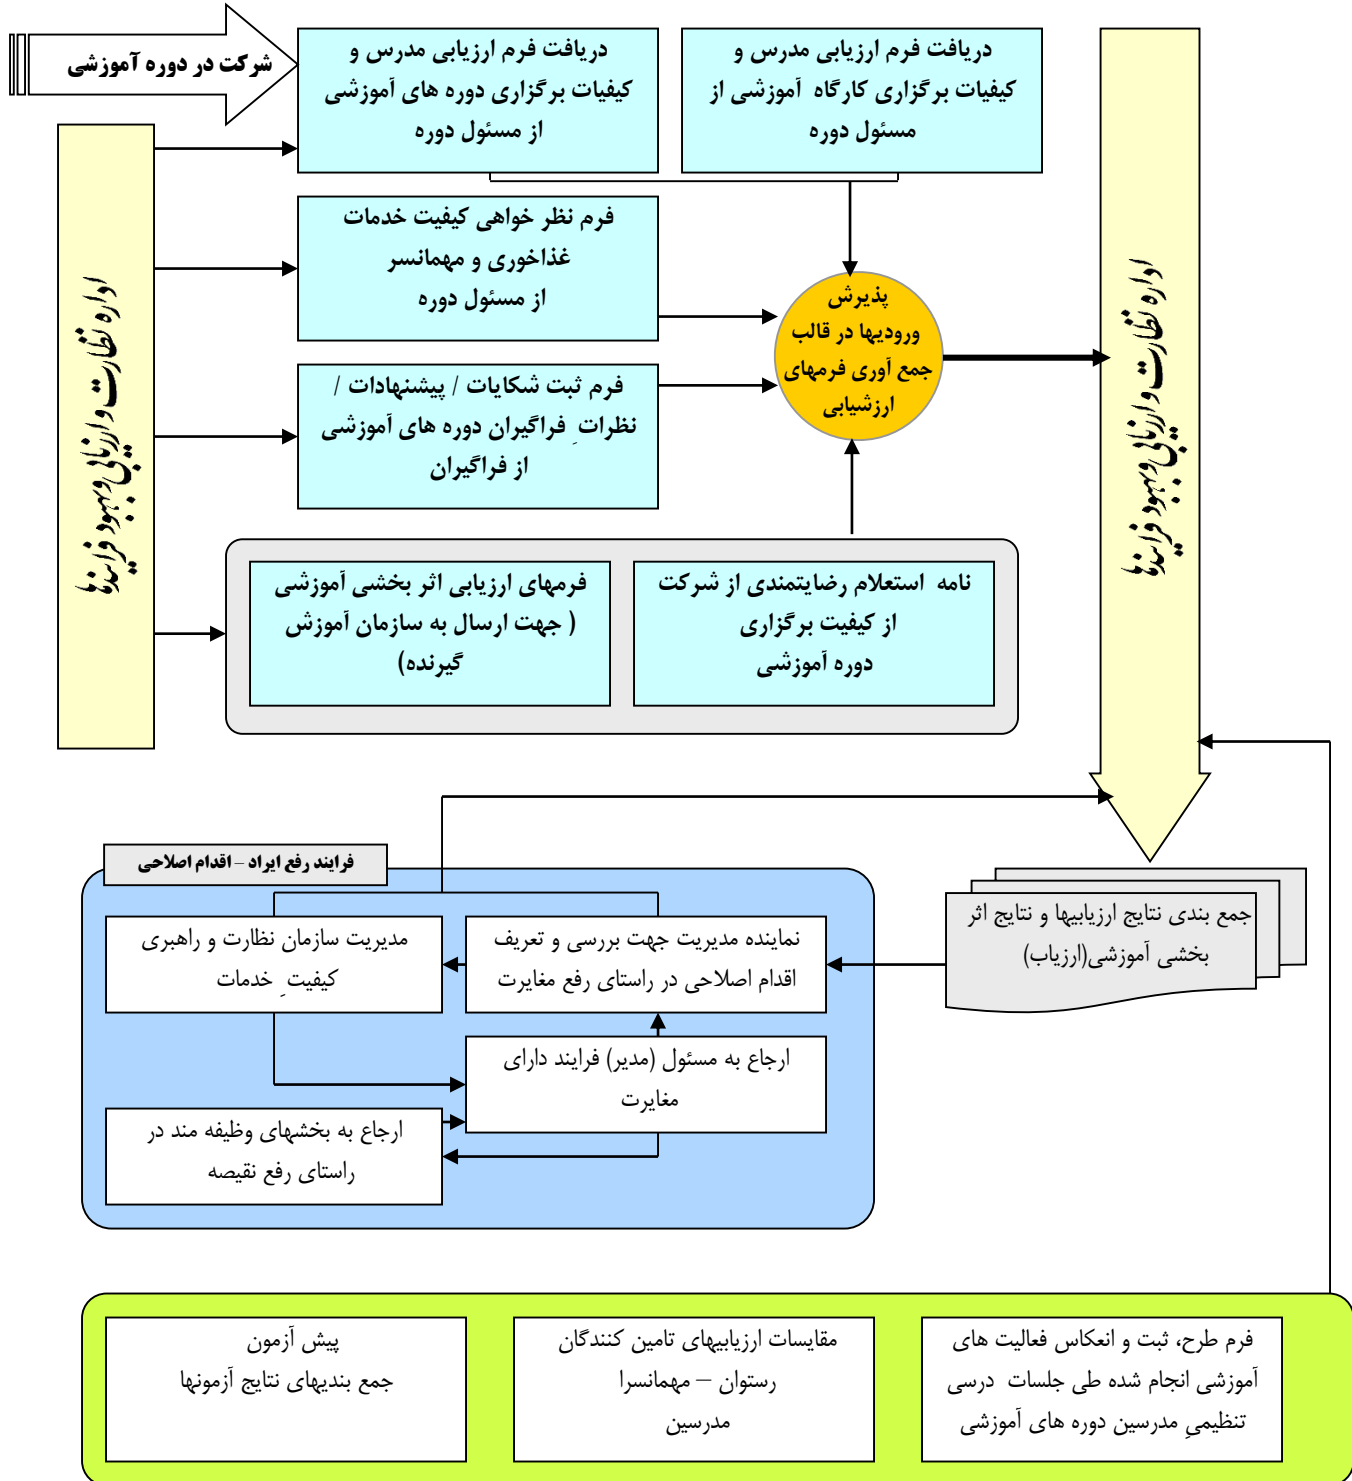 شرکت در دوره آموزشی
دریافت فرم ارزیابی مدرس و
کیفیات برگزاری دوره های آموزشی
از مسئول دوره
دریافت فرم ارزیابی مدرس و
کیفیات برگزاری کارگاه آموزشی از
مسئول دوره
فرم نظر خواهی کیفیت خدمات
غذاخوری و مهمانسر
از مسئول دوره
فرم ثبت شکایات / پیشنهادات /
نظراتِ فراگیران دوره های آموزشی
از فراگیران
پذیرش
ورودیها در قالب
جمع آوری فرمهای
ارزشیابی
اداره نظارت و ارزیابی و بهبود فرایندها
اداره نظارت و ارزیابی و بهبود فرایندها
نامه استعلام رضایتمندی از شرکت
از کیفیت برگزاری
دوره آموزشی
فرمهای ارزیابی اثر بخشی آموزشی
( جهت ارسال به سازمان آموزش
گیرنده)
فرایند رفع ایراد – اقدام اصلاحی
جمع بندی نتایج ارزیابیها و نتایج اثر
بخشی آموزشی(ارزیاب)
نماینده مدیریت جهت بررسی و تعریف
اقدام اصلاحی در راستای رفع مغایرت
مدیریت سازمان نظارت و راهبری
کیفیتِ خدمات
ارجاع به مسئول (مدیر) فرایند دارای
مغایرت
ارجاع به بخشهای وظیفه مند در
راستای رفع نقیصه
فرم طرح، ثبت و انعکاس فعالیت های
آموزشی انجام شده طی جلسات درسی
تنظیمیِ مدرسین دوره های آموزشی
مقایسات ارزیابیهای تامین کنندگان
رستوان – مهمانسرا
مدرسین
پیش آزمون
جمع بندیهای نتایج آزمونها